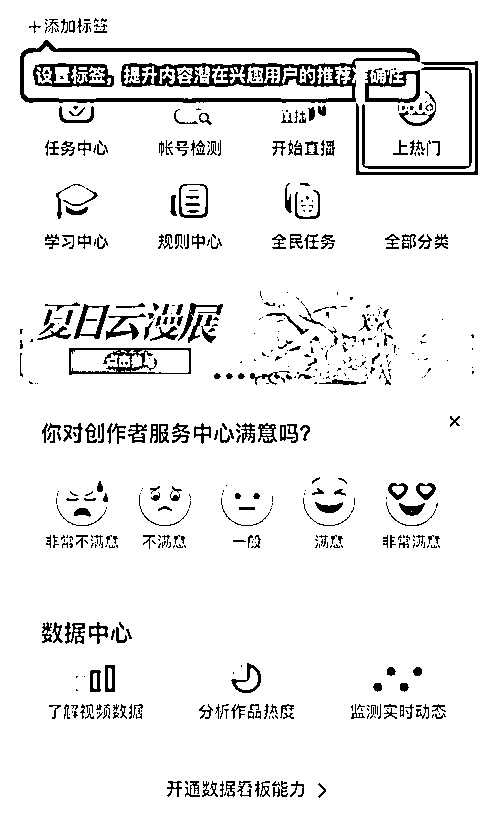 +添加标签
设置标签，提升内容潜在兴趣用户的推荐准确性
任务中心 帐号检测 开始直播 上热门
学习中心 规则中心 全民任务 全部分类
夏日云漫展
你对创作者服务中心满意吗? ×
非常不满意 不满意 一般 满意 非常满意
数据中心
了解视频数据 分析作品热度 监测实时动态
开通数据看板能力 >